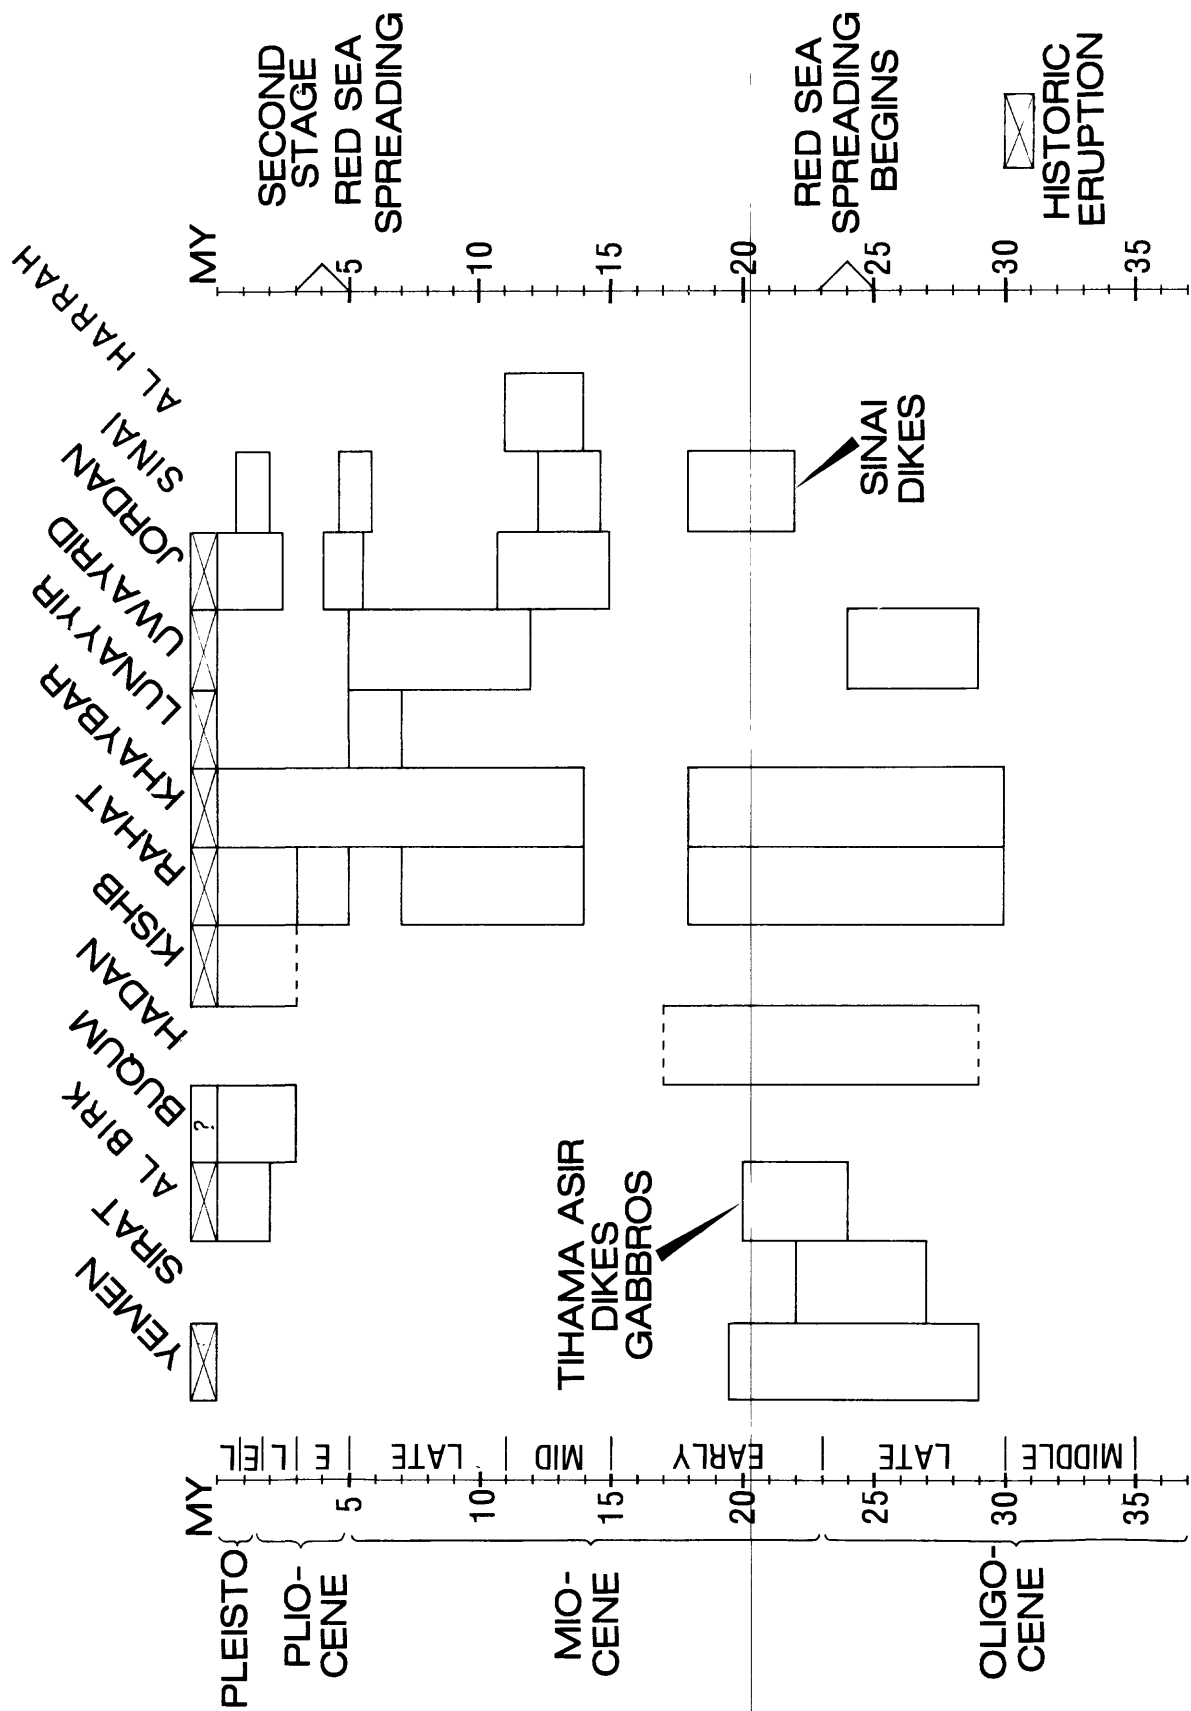 YEMEN
SIRAT
AL BIRK
BUQUM
HADAN
KISHB
RAHAT
KHAYBAR
LUNAYYIR
UWAYRID
JORDAN
SINAI
AL HARRAH
MY
5
10
15
20
25
30
35
PLEISTO
PLIO-
CENE
MIO-
CENE
OLIGO-
CENE
L
E
L
E
LATE
MID
EARLY
LATE
MIDDLE
?
TIHAMA ASIR
DIKES
GABBROS
SINAI
DIKES
MY
5
10
15
20
25
30
35
SECOND
STAGE
RED SEA
SPREADING
RED SEA
SPREADING
BEGINS
HISTORIC
ERUPTION